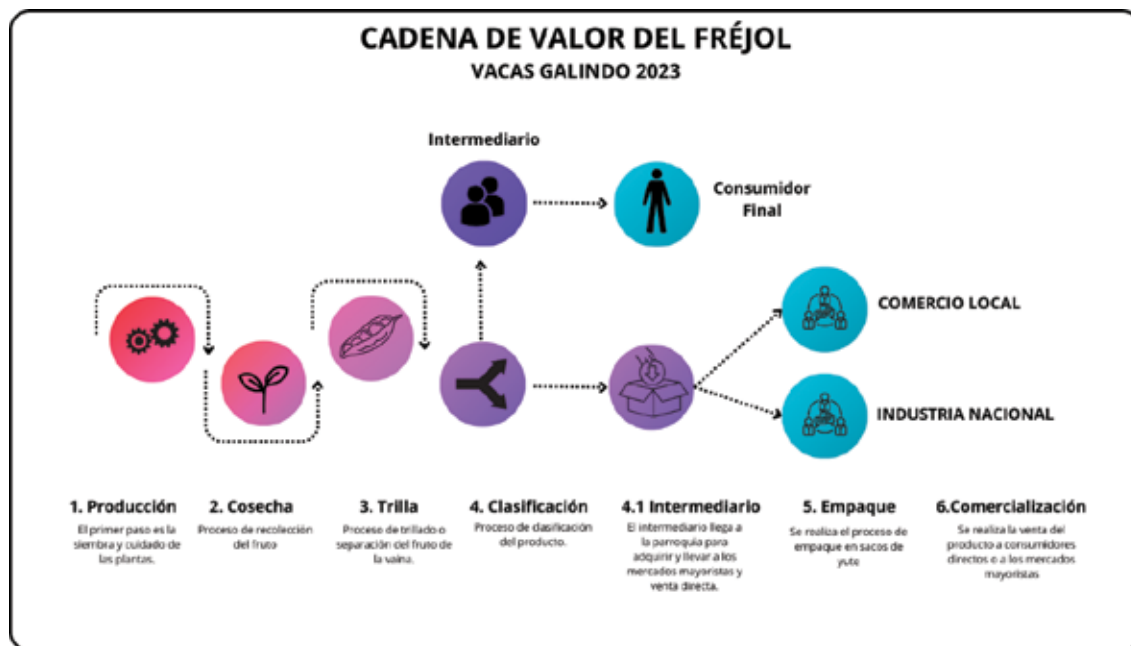 CADENA DE VALOR DEL FRÉJOL
VACAS GALINDO 2023
Intermediario
Consumidor
Final
COMERCIO LOCAL
INDUSTRIA NACIONAL
1. Producción
El primer paso es la
siembra y cuidado de
las plantas.
2. Cosecha
Proceso de recolección
del fruto
3. Trilla
Proceso de trillado o
separación del fruto de
la vaina.
4. Clasificación
Proceso de clasificación
del producto.
4.1 Intermediario
El intermediario llega a
la parroquia para
adquirir y llevar a los
mercados mayoristas y
venta directa.
5. Empaque
Se realiza el proceso de
empaque en sacos de
yute
6.Comercialización
Se realiza la venta del
producto a consumidores
directos o a los mercados
mayoristas